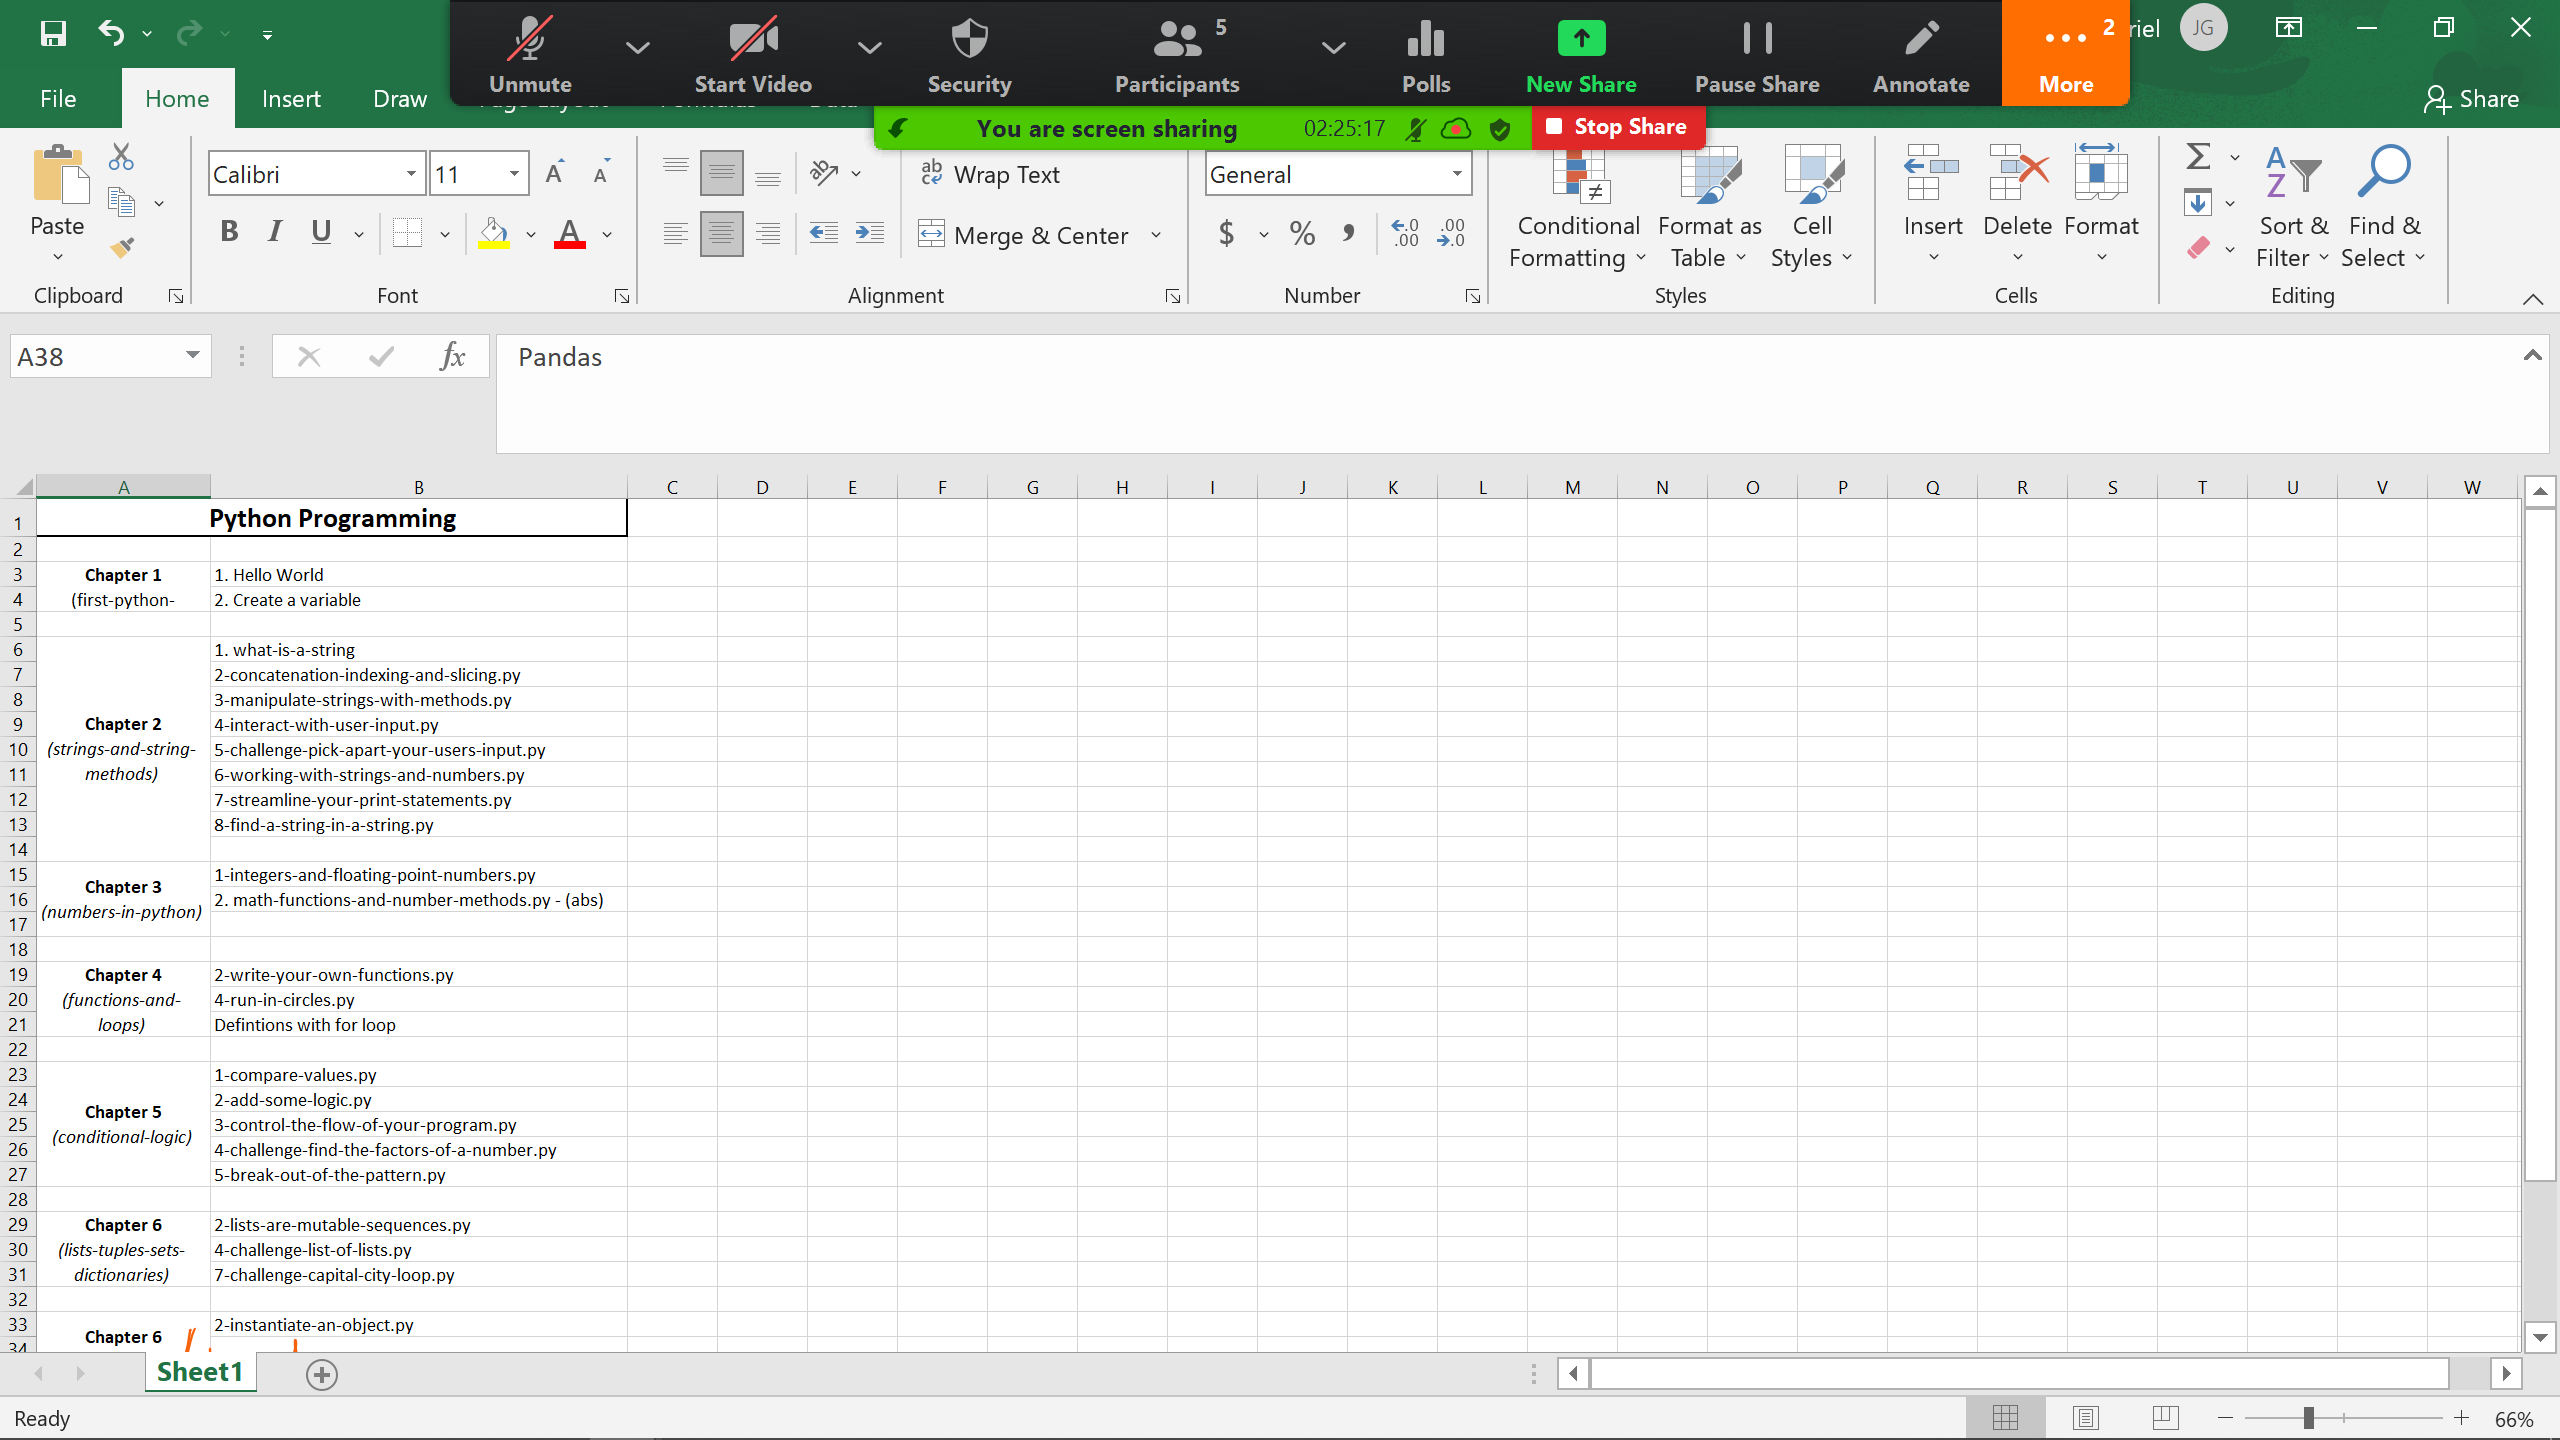 Unmute
Start Video
Security
Participants 5
Polls
New Share
Pause Share
Annotate
More 2
riel JG
File Home Insert Draw
Share
You are screen sharing 02:25:17 Stop Share
Paste
Clipboard
Calibri 11
B I U A
Font
Wrap Text
Merge & Center
Alignment
General
$ % ,
Number
Conditional Formatting
Format as Table
Cell Styles
Styles
Insert Delete Format
Cells
Sort & Filter
Find & Select
Editing
A38 fx Pandas
A B C D E F G H I J K L M N O P Q R S T U V W
1 Python Programming
2
3 Chapter 1 1. Hello World
4 (first-python- 2. Create a variable
5
6 1. what-is-a-string
7 2-concatenation-indexing-and-slicing.py
8 3-manipulate-strings-with-methods.py
9 Chapter 2 4-interact-with-user-input.py
10 (strings-and-string- 5-challenge-pick-apart-your-users-input.py
11 methods) 6-working-with-strings-and-numbers.py
12 7-streamline-your-print-statements.py
13 8-find-a-string-in-a-string.py
14
15 Chapter 3 1-integers-and-floating-point-numbers.py
16 (numbers-in-python) 2. math-functions-and-number-methods.py - (abs)
17
18
19 Chapter 4 2-write-your-own-functions.py
20 (functions-and- 4-run-in-circles.py
21 loops) Defintions with for loop
22
23 1-compare-values.py
24 Chapter 5 2-add-some-logic.py
25 (conditional-logic) 3-control-the-flow-of-your-program.py
26 4-challenge-find-the-factors-of-a-number.py
27 5-break-out-of-the-pattern.py
28
29 Chapter 6 2-lists-are-mutable-sequences.py
30 (lists-tuples-sets- 4-challenge-list-of-lists.py
31 dictionaries) 7-challenge-capital-city-loop.py
32
33 Chapter 6 2-instantiate-an-object.py
34
Sheet1
Ready 66%